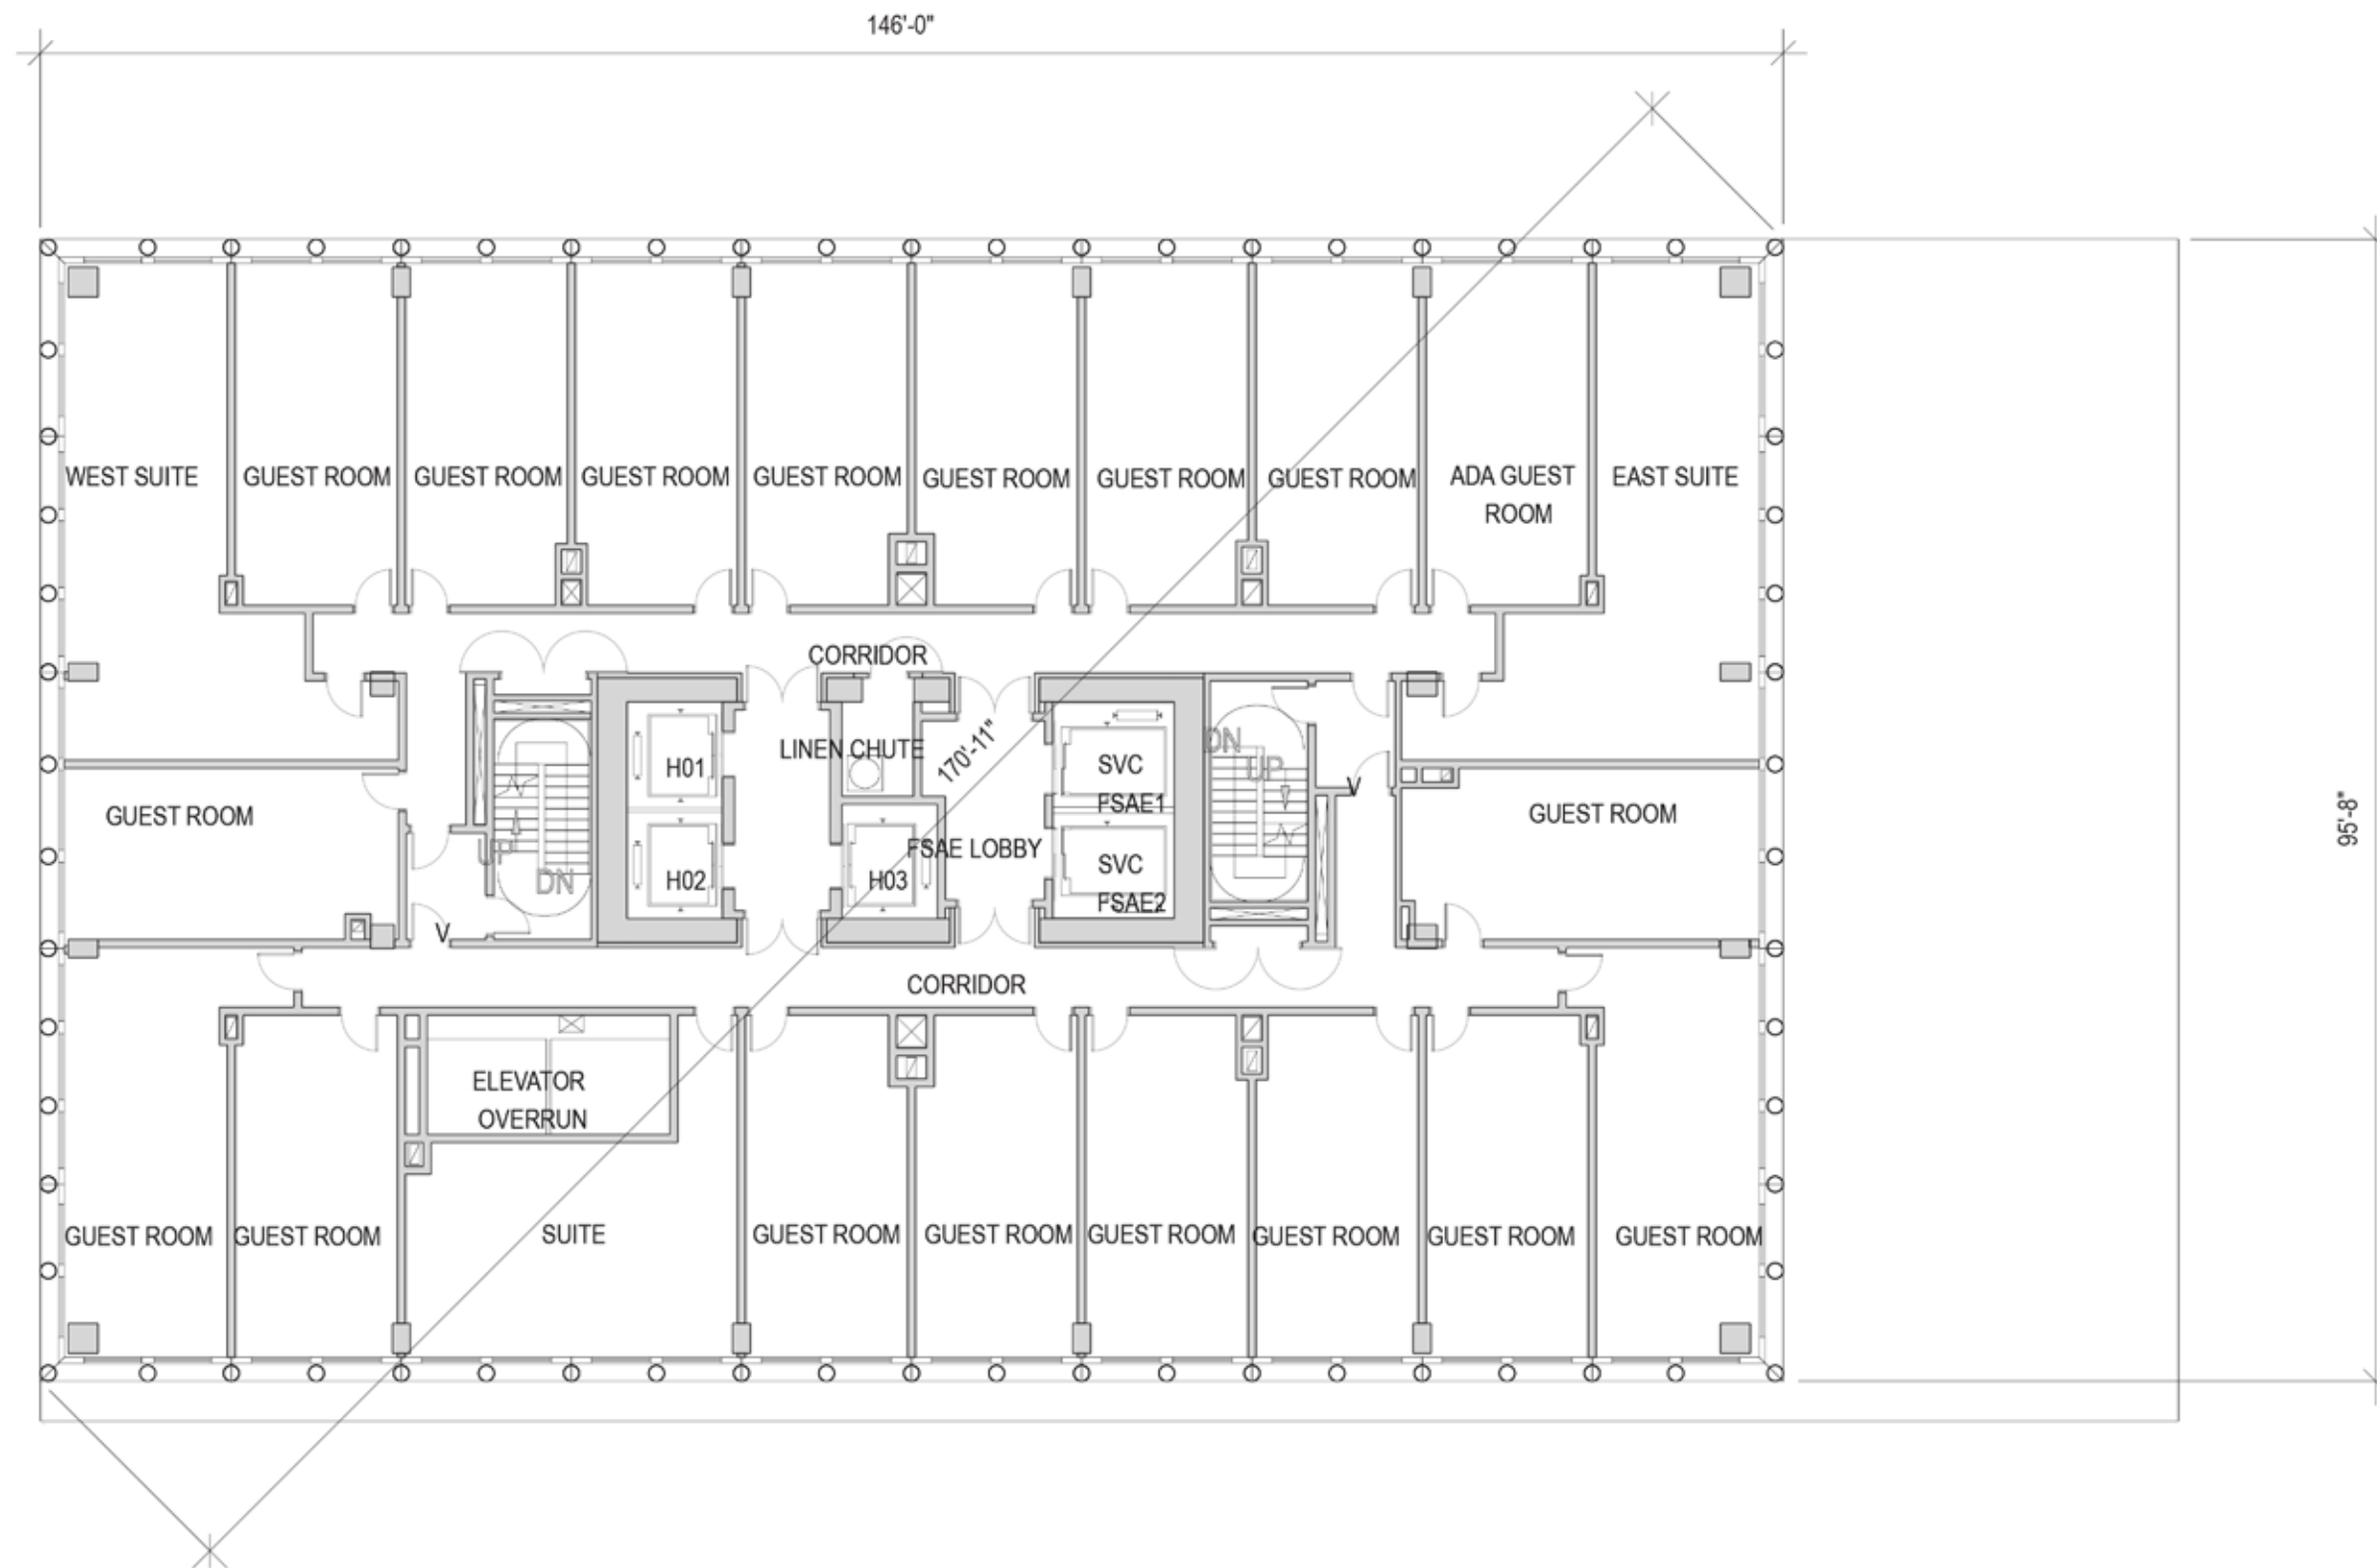 146'-0"
WEST SUITE
GUEST ROOM
GUEST ROOM
GUEST ROOM
GUEST ROOM
GUEST ROOM
GUEST ROOM
GUEST ROOM
ADA GUEST
ROOM
EAST SUITE
CORRIDOR
LINEN CHUTE
170'-11"
H01
DN
UP
SVC
FSAE1
V
GUEST ROOM
GUEST ROOM
95'-8"
UP
DN
H02
H03
FSAE LOBBY
SVC
FSAE2
V
CORRIDOR
ELEVATOR
OVERRUN
GUEST ROOM
GUEST ROOM
SUITE
GUEST ROOM
GUEST ROOM
GUEST ROOM
GUEST ROOM
GUEST ROOM
GUEST ROOM